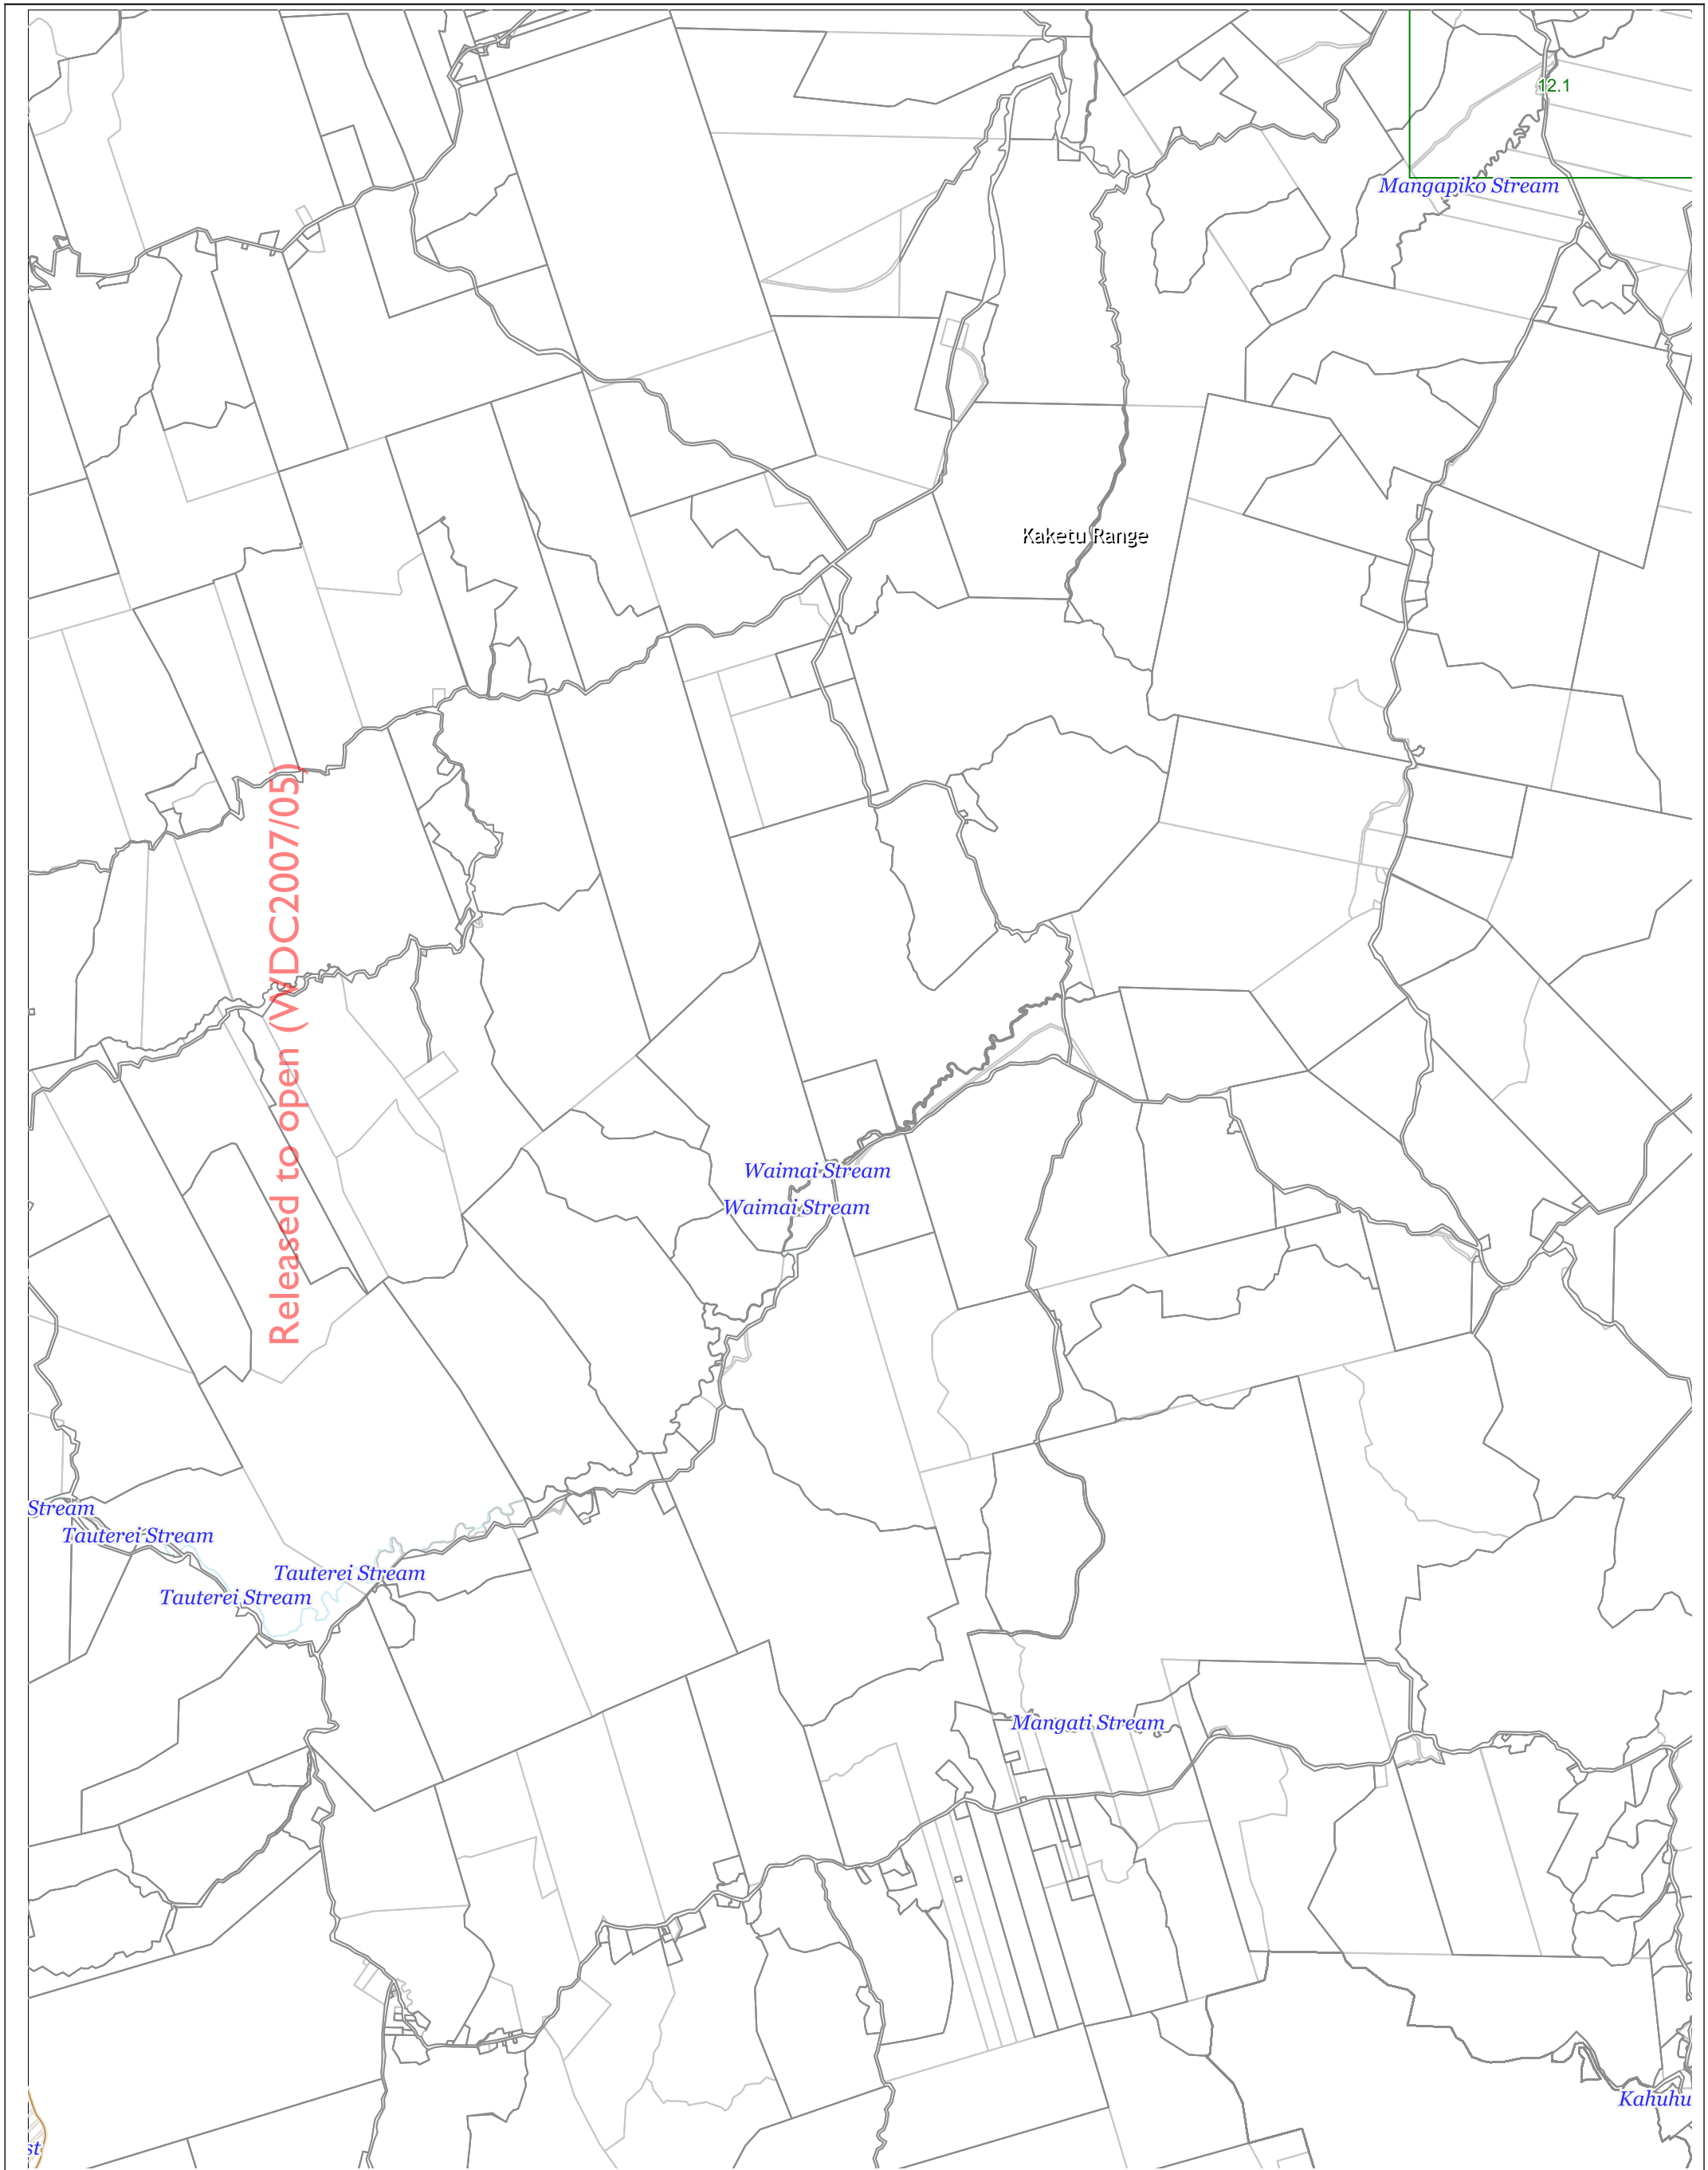 12.1
Mangapiko Stream
Kaketu Range
Released to open (WDC2007/05)
Waimai Stream
Waimai Stream
Stream
Tauterei Stream
Tauterei Stream
Tauterei Stream
Mangati Stream
Kahuhu
st